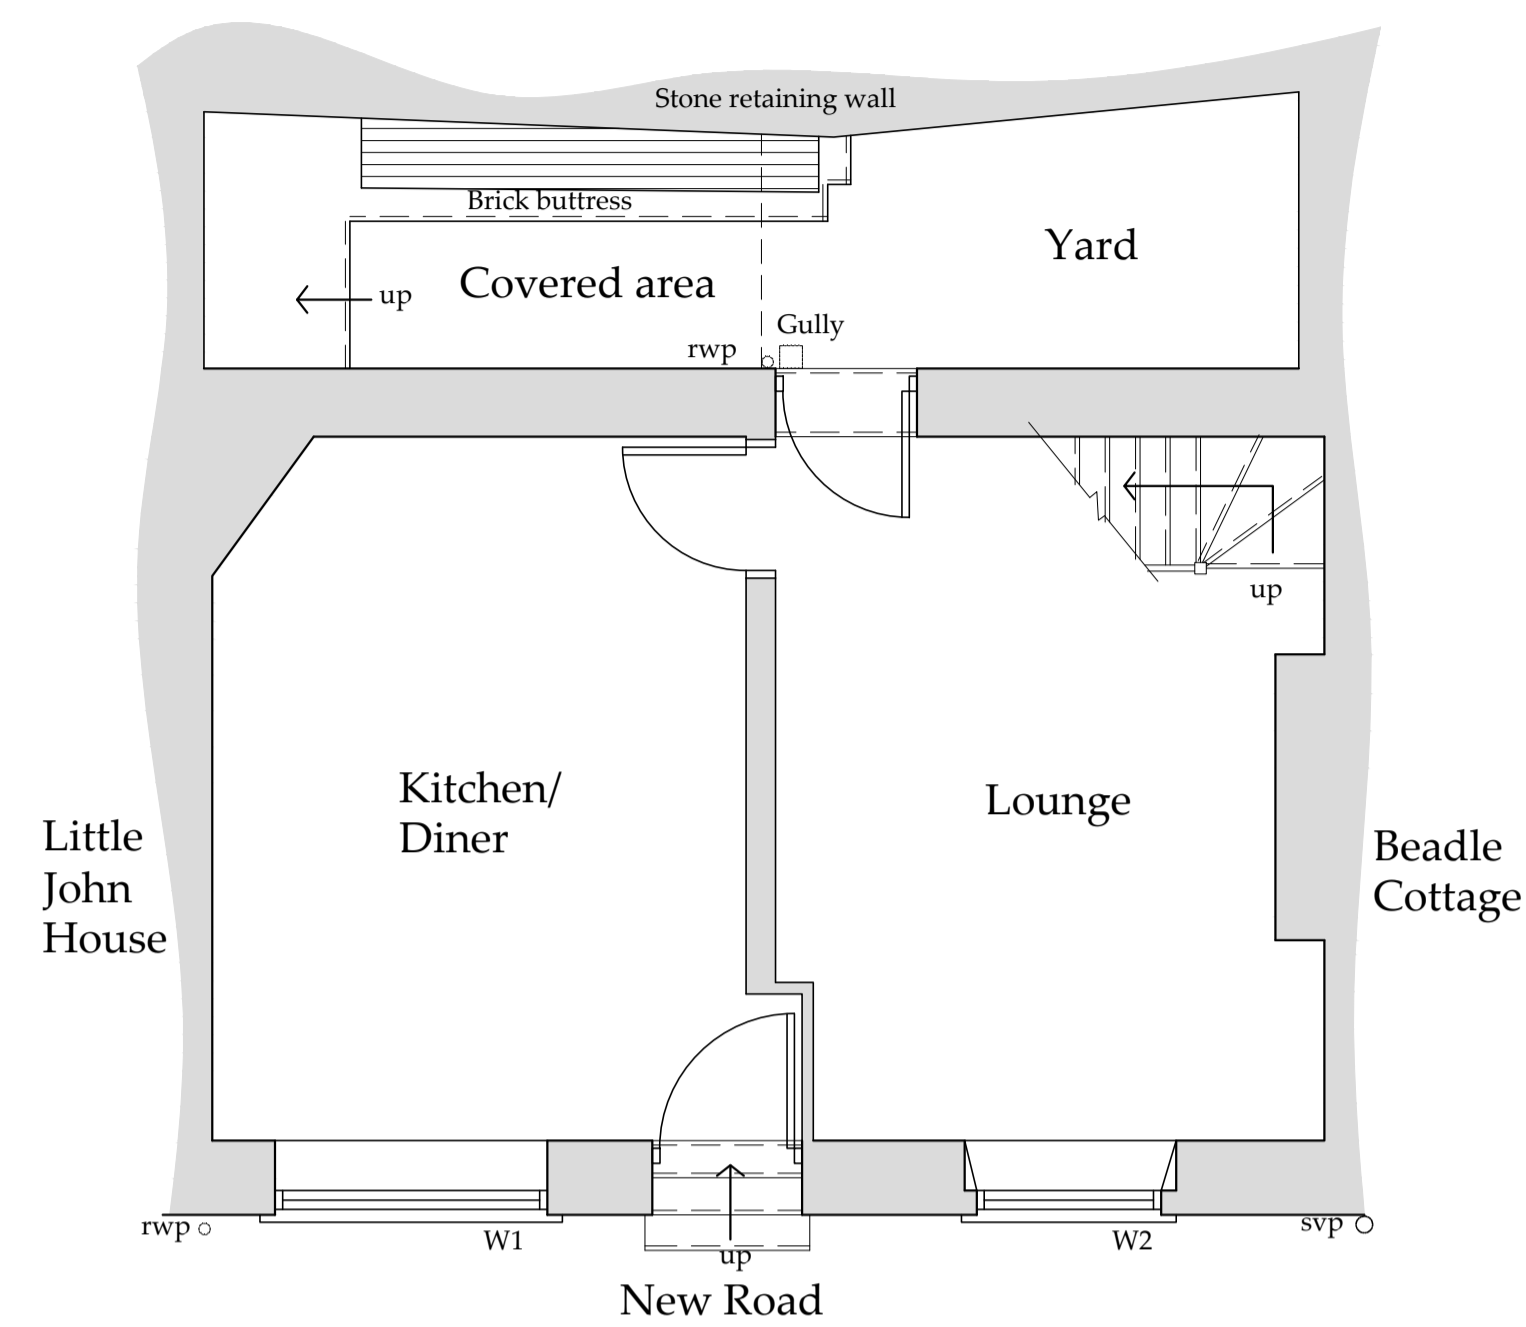 Stone retaining wall
Brick buttress
Yard
Covered area
up
Gully
rwp
up
Kitchen/
Diner
Lounge
Little
John
House
Beadle
Cottage
rwp
W1
up
W2
svp
New Road